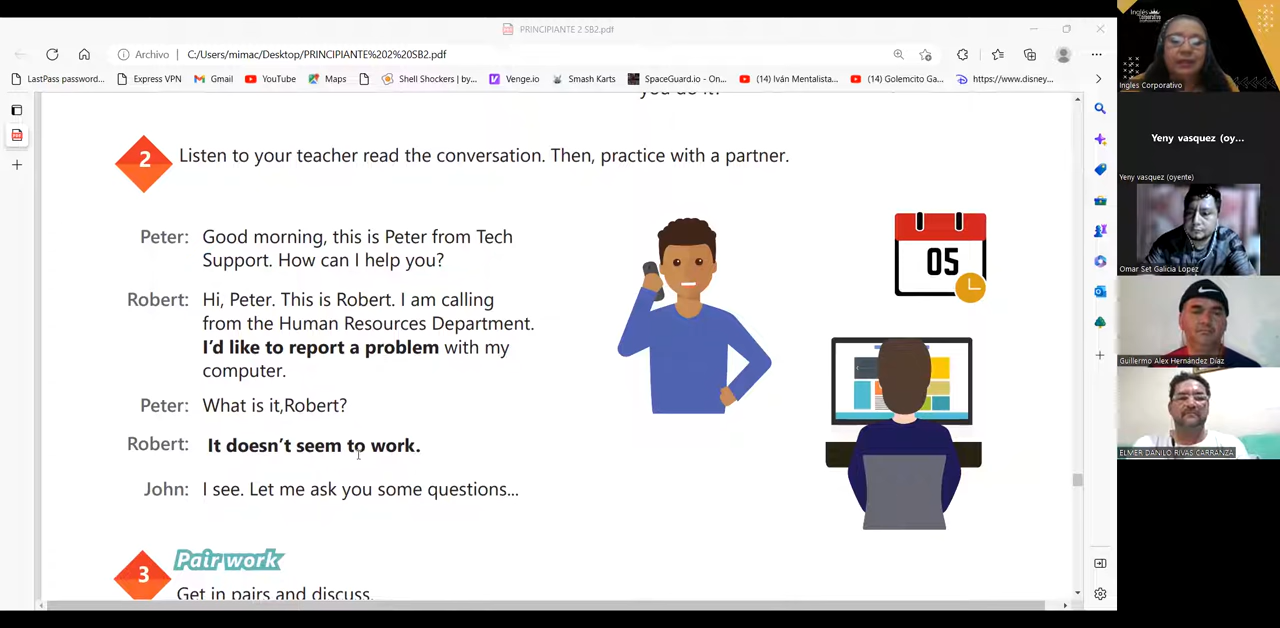 PRINCIPIANTE 2 SB2.pdf
Archivo
C:/Users/mimac/Desktop/PRINCIPIANTE%202%20SB2.pdf
LastPass password...
Express VPN
Gmail
YouTube
Maps
Shell Shockers | by...
Venge.io
Smash Karts
SpaceGuard.io - On...
(14) Iván Mentalista...
(14) Golemcito Ga...
https://www.disney...
2
Listen to your teacher read the conversation. Then, practice with a partner.
Peter: Good morning, this is Peter from Tech
Support. How can I help you?
Robert: Hi, Peter. This is Robert. I am calling
from the Human Resources Department.
I'd like to report a problem with my
computer.
Peter: What is it,Robert?
Robert: It doesn't seem to work.
John: I see. Let me ask you some questions...
05
3
Pair work
Get in pairs and discuss.
Inglés
Corporativo
Ingles Corporativo
Yeny vasquez (oy...
Yeny vasquez (oyente)
Omar Set Galicia Lopez
Guillermo Alex Hernández Díaz
ELMER DANILO RIVAS CARRANZA